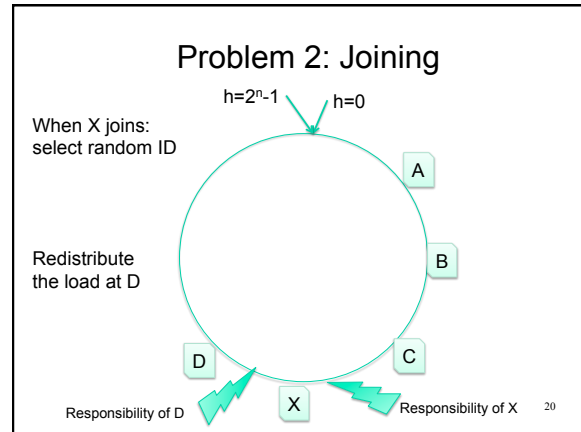 Problem 2: Joining
h=2ⁿ-1
h=0
When X joins:
select random ID
A
Redistribute
the load at D
B
D
C
X
Responsibility of D
Responsibility of X
20